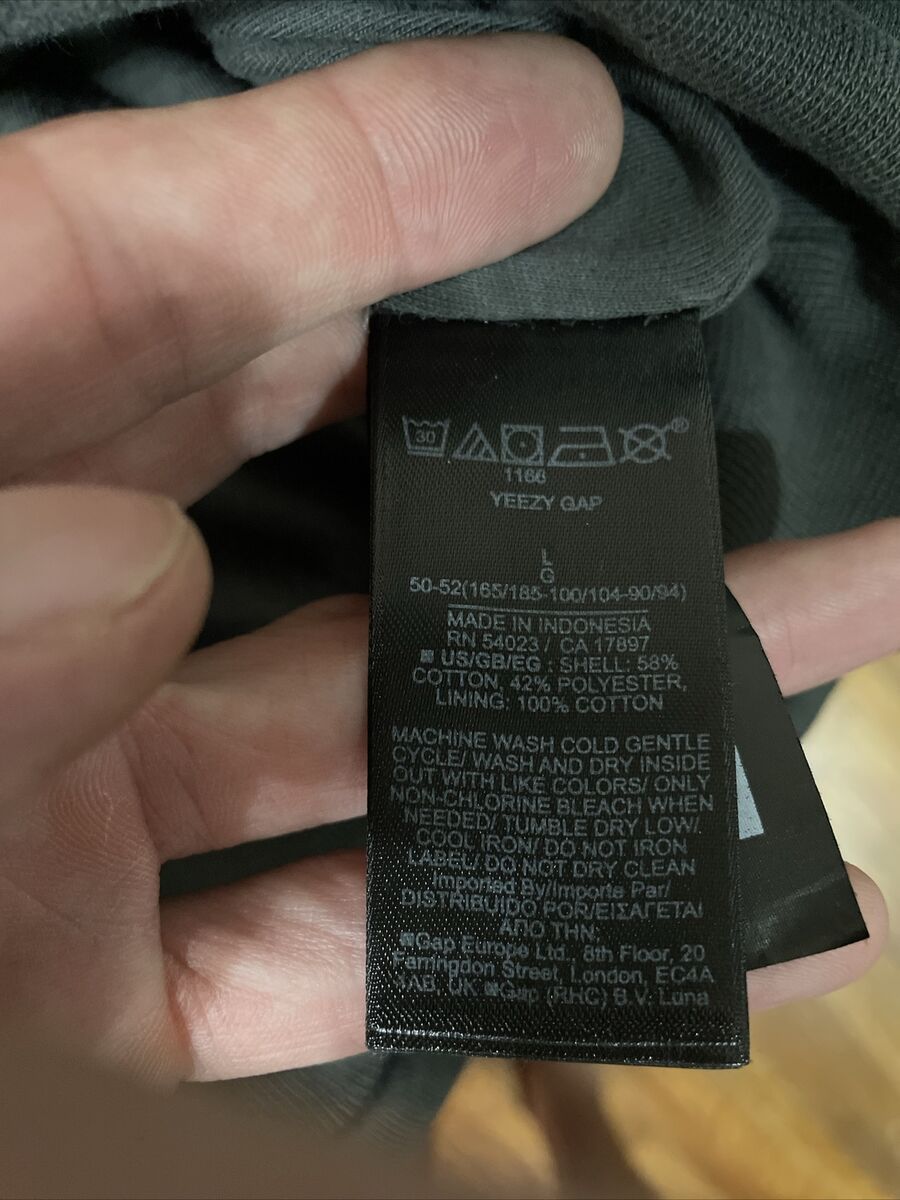 30
®
1166
YEEZY GAP
L
G
50-52(165/185-100/104-90/94)
MADE IN INDONESIA
RN 54023 / CA 17897
US/GB/EG : SHELL: 58%
COTTON, 42% POLYESTER,
LINING: 100% COTTON
MACHINE WASH COLD GENTLE
CYCLE/ WASH AND DRY INSIDE
OUT WITH LIKE COLORS/ ONLY
NON-CHLORINE BLEACH WHEN
NEEDED/ TUMBLE DRY LOW/
COOL IRON/ DO NOT IRON
LABEL/ DO NOT DRY CLEAN
Imported By/Importe Par/
DISTRIBUIDO POR/ΕΙΣΑΓΕΤΑΙ
ΑΠΟ ΤΗΝ:
Gap Europe Ltd., 8th Floor, 20
Farringdon Street, London, EC4A
4AB, UK Gap (RHC) B.V. Luna